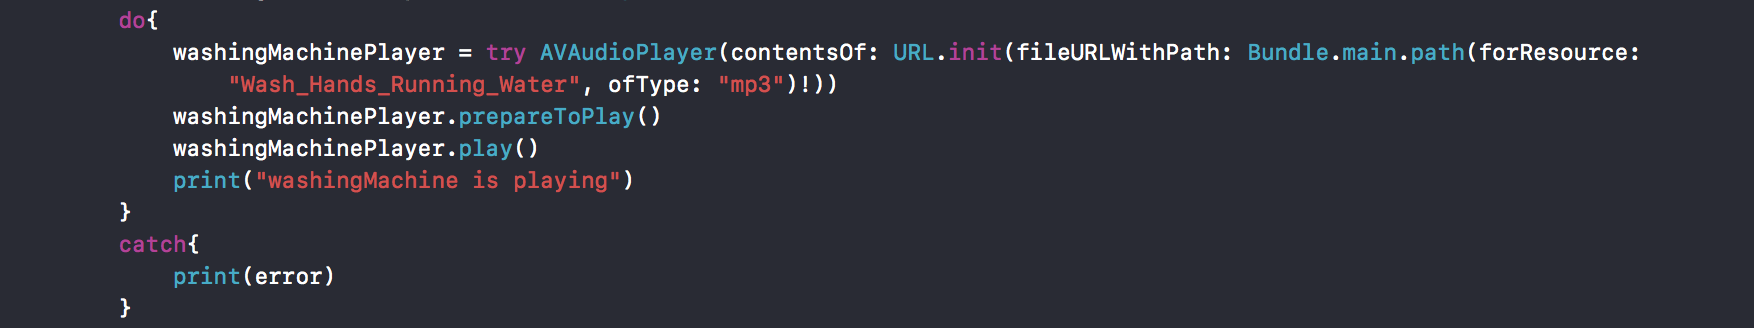 do{
washingMachinePlayer = try AVAudioPlayer(contentsOf: URL.init(fileURLWithPath: Bundle.main.path(forResource:
"Wash_Hands_Running_Water", ofType: "mp3")!))
washingMachinePlayer.prepareToPlay()
washingMachinePlayer.play()
print("washingMachine is playing")
}
catch{
print(error)
}